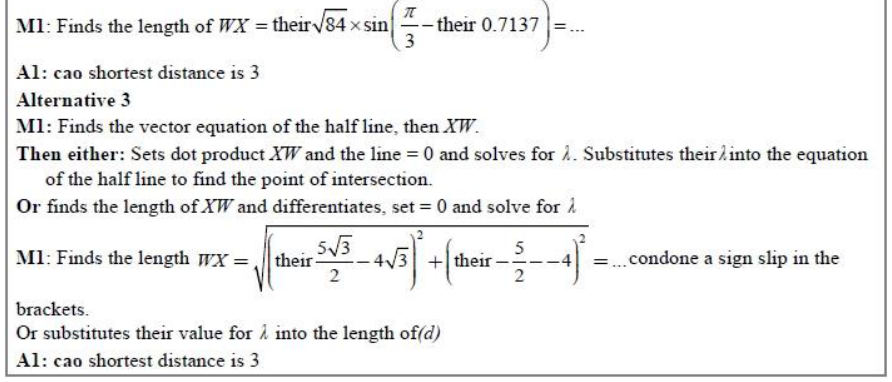 M1: Finds the length of WX = their√84 × sin(π/3 − their 0.7137) = ...
A1: cao shortest distance is 3
Alternative 3
M1: Finds the vector equation of the half line, then XW.
Then either: Sets dot product XW and the line = 0 and solves for λ. Substitutes their λ into the equation
of the half line to find the point of intersection.
Or finds the length of XW and differentiates, set = 0 and solve for λ
M1: Finds the length WX = √((their 5√3/2 − 4√3)² + (their − 5/2 − −4)²) = ...condone a sign slip in the
brackets.
Or substitutes their value for λ into the length of(d)
A1: cao shortest distance is 3